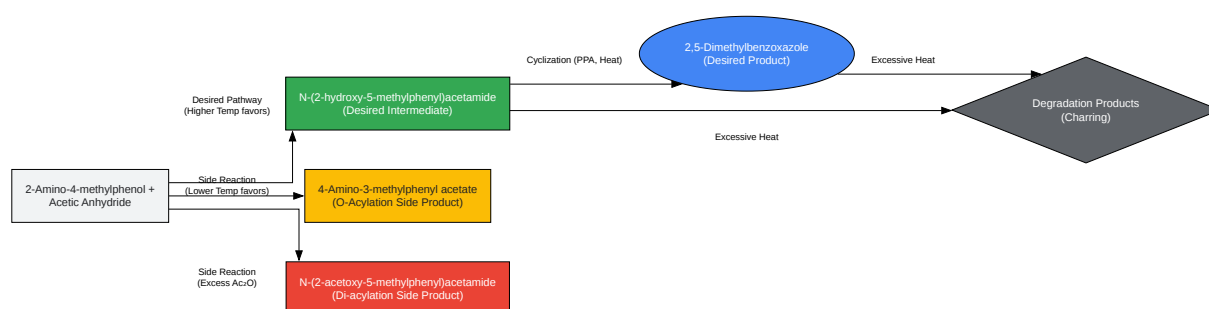 2,5-Dimethylbenzoxazole
(Desired Product)
Cyclization (PPA, Heat)
Excessive Heat
Desired Pathway
(Higher Temp favors)
N-(2-hydroxy-5-methylphenyl)acetamide
(Desired Intermediate)
Degradation Products
(Charring)
Excessive Heat
2-Amino-4-methylphenol +
Acetic Anhydride
Side Reaction
(Lower Temp favors)
4-Amino-3-methylphenyl acetate
(O-Acylation Side Product)
Side Reaction
(Excess Ac₂O)
N-(2-acetoxy-5-methylphenyl)acetamide
(Di-acylation Side Product)